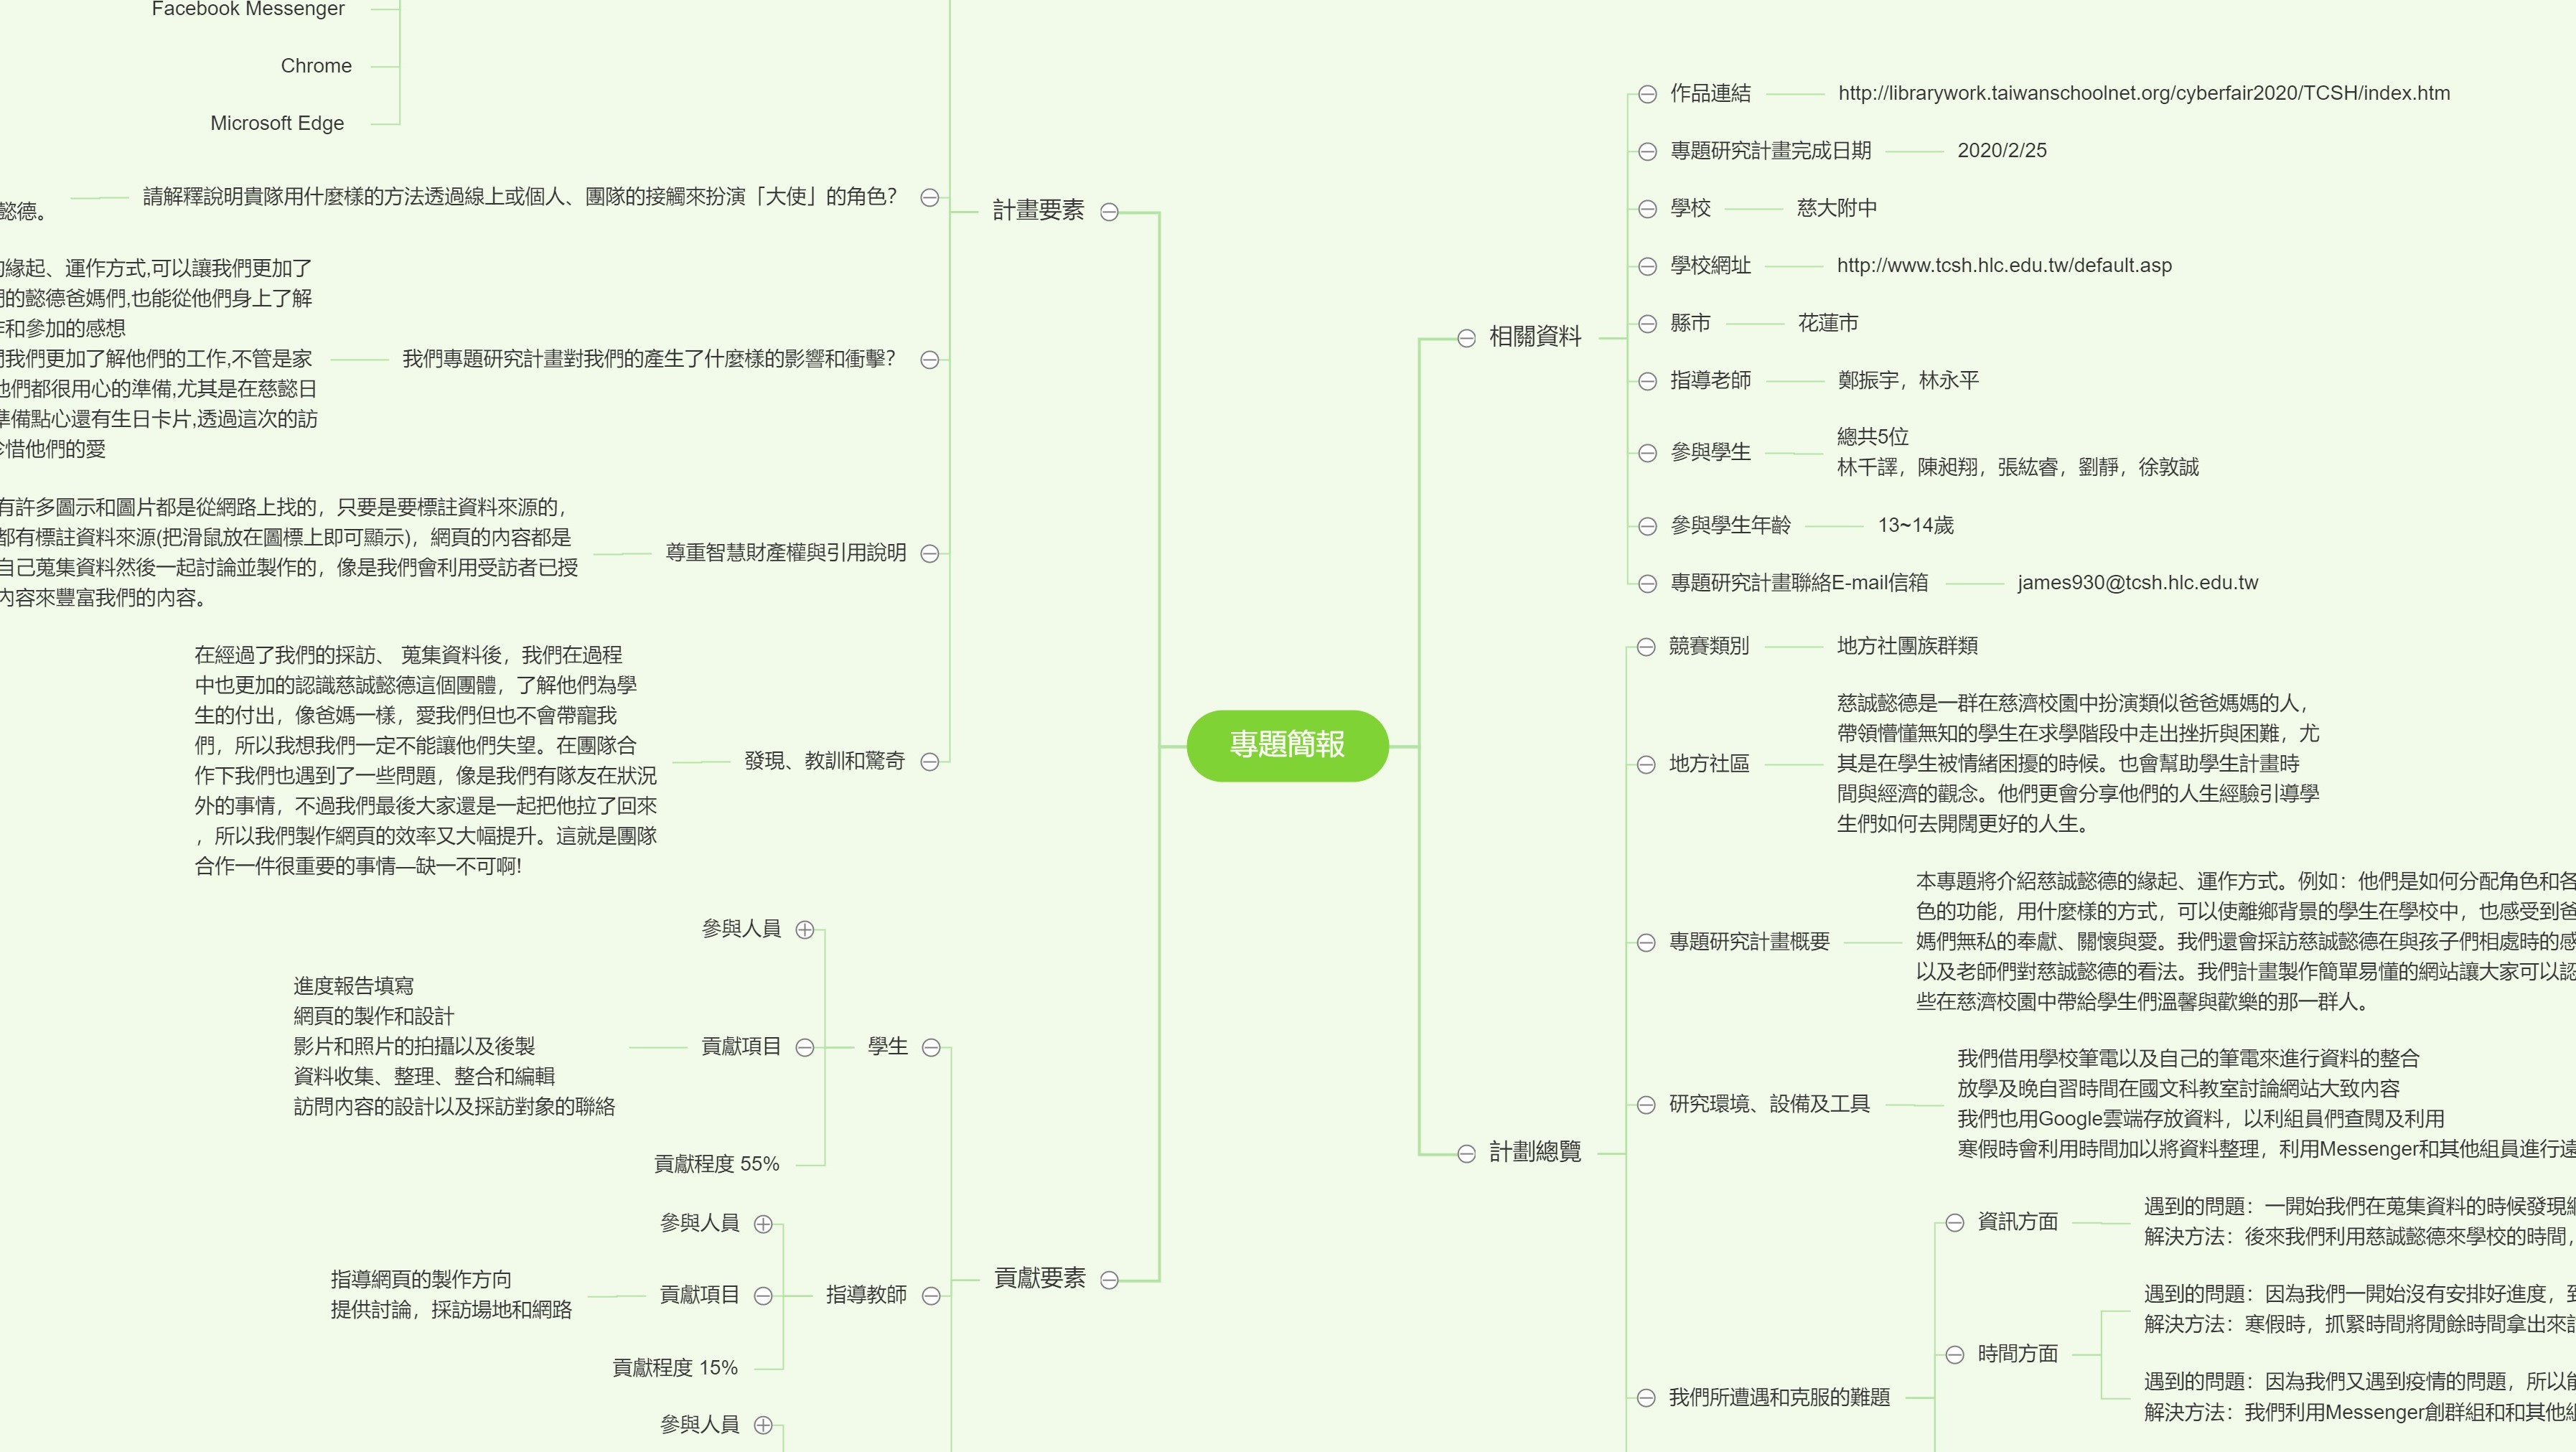 Facebook Messenger
Chrome
Microsoft Edge
請解釋說明貴隊用什麼樣的方法透過線上或個人、團隊的接觸來扮演「大使」的角色?
懿德。
計畫要素
緣起、運作方式,可以讓我們更加了
們的懿德爸媽們,也能從他們身上了解
和參加的感想
我們更加了解他們的工作,不管是家
他們都很用心的準備,尤其是在慈懿日
準備點心還有生日卡片,透過這次的訪
惜他們的愛
我們專題研究計畫對我們的產生了什麼樣的影響和衝擊?
有許多圖示和圖片都是從網路上找的，只要是要標註資料來源的，
都有標註資料來源(把滑鼠放在圖標上即可顯示)，網頁的內容都是
自己蒐集資料然後一起討論並製作的，像是我們會利用受訪者已授
內容來豐富我們的內容。
尊重智慧財產權與引用說明
在經過了我們的採訪、 蒐集資料後，我們在過程
中也更加的認識慈誠懿德這個團體，了解他們為學
生的付出，像爸媽一樣，愛我們但也不會帶寵我
們，所以我想我們一定不能讓他們失望。在團隊合
作下我們也遇到了一些問題，像是我們有隊友在狀況
外的事情，不過我們最後大家還是一起把他拉了回來
，所以我們製作網頁的效率又大幅提升。這就是團隊
合作一件很重要的事情—缺一不可啊!
發現、教訓和驚奇
參與人員
進度報告填寫
網頁的製作和設計
影片和照片的拍攝以及後製
資料收集、整理、整合和編輯
訪問內容的設計以及採訪對象的聯絡
貢獻項目
學生
貢獻程度 55%
參與人員
指導網頁的製作方向
提供討論，採訪場地和網路
貢獻項目
指導教師
貢獻要素
貢獻程度 15%
參與人員
專題簡報
相關資料
作品連結
http://librarywork.taiwanschoolnet.org/cyberfair2020/TCSH/index.htm
專題研究計畫完成日期
2020/2/25
學校
慈大附中
學校網址
http://www.tcsh.hlc.edu.tw/default.asp
縣市
花蓮市
指導老師
鄭振宇，林永平
參與學生
總共5位
林千譯，陳昶翔，張紘睿，劉靜，徐敦誠
參與學生年齡
13~14歲
專題研究計畫聯絡E-mail信箱
james930@tcsh.hlc.edu.tw
計劃總覽
競賽類別
地方社團族群類
地方社區
慈誠懿德是一群在慈濟校園中扮演類似爸爸媽媽的人，
帶領懵懂無知的學生在求學階段中走出挫折與困難，尤
其是在學生被情緒困擾的時候。也會幫助學生計畫時
間與經濟的觀念。他們更會分享他們的人生經驗引導學
生們如何去開闊更好的人生。
專題研究計畫概要
本專題將介紹慈誠懿德的緣起、運作方式。例如：他們是如何分配角色和各
色的功能，用什麼樣的方式，可以使離鄉背景的學生在學校中，也感受到爸
媽們無私的奉獻、關懷與愛。我們還會採訪慈誠懿德在與孩子們相處時的感
以及老師們對慈誠懿德的看法。我們計畫製作簡單易懂的網站讓大家可以認
些在慈濟校園中帶給學生們溫馨與歡樂的那一群人。
研究環境、設備及工具
我們借用學校筆電以及自己的筆電來進行資料的整合
放學及晚自習時間在國文科教室討論網站大致內容
我們也用Google雲端存放資料，以利組員們查閱及利用
寒假時會利用時間加以將資料整理，利用Messenger和其他組員進行遠
我們所遭遇和克服的難題
資訊方面
遇到的問題：一開始我們在蒐集資料的時候發現網
解決方法：後來我們利用慈誠懿德來學校的時間，
時間方面
遇到的問題：因為我們一開始沒有安排好進度，到
解決方法：寒假時，抓緊時間將閒餘時間拿出來討
遇到的問題：因為我們又遇到疫情的問題，所以能
解決方法：我們利用Messenger創群組和和其他組